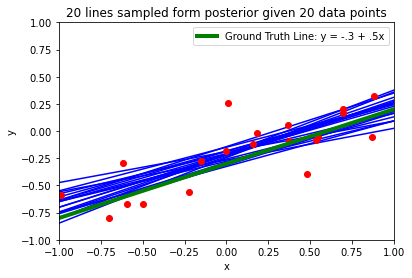 20 lines sampled form posterior given 20 data points
Ground Truth Line: y = -.3 + .5x
1.00
0.75
0.50
0.25
0.00
−0.25
−0.50
−0.75
−1.00
y
−1.00 −0.75 −0.50 −0.25 0.00 0.25 0.50 0.75 1.00
x